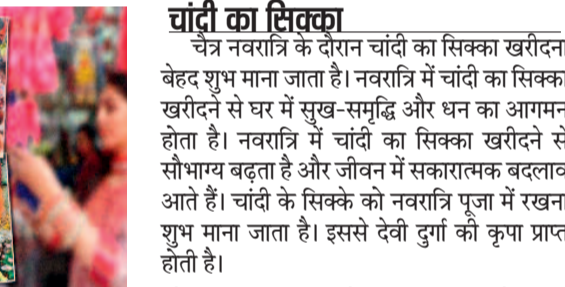 चांदी का सिक्का
चैत्र नवरात्रि के दौरान चांदी का सिक्का खरीदना
बेहद शुभ माना जाता है। नवरात्रि में चांदी का सिक्का
खरीदने से घर में सुख-समृद्धि और धन का आगमन
होता है। नवरात्रि में चांदी का सिक्का खरीदने से
सौभाग्य बढ़ता है और जीवन में सकारात्मक बदलाव
आते हैं। चांदी के सिक्के को नवरात्रि पूजा में रखना
शुभ माना जाता है। इससे देवी दुर्गा की कृपा प्राप्त
होती है।